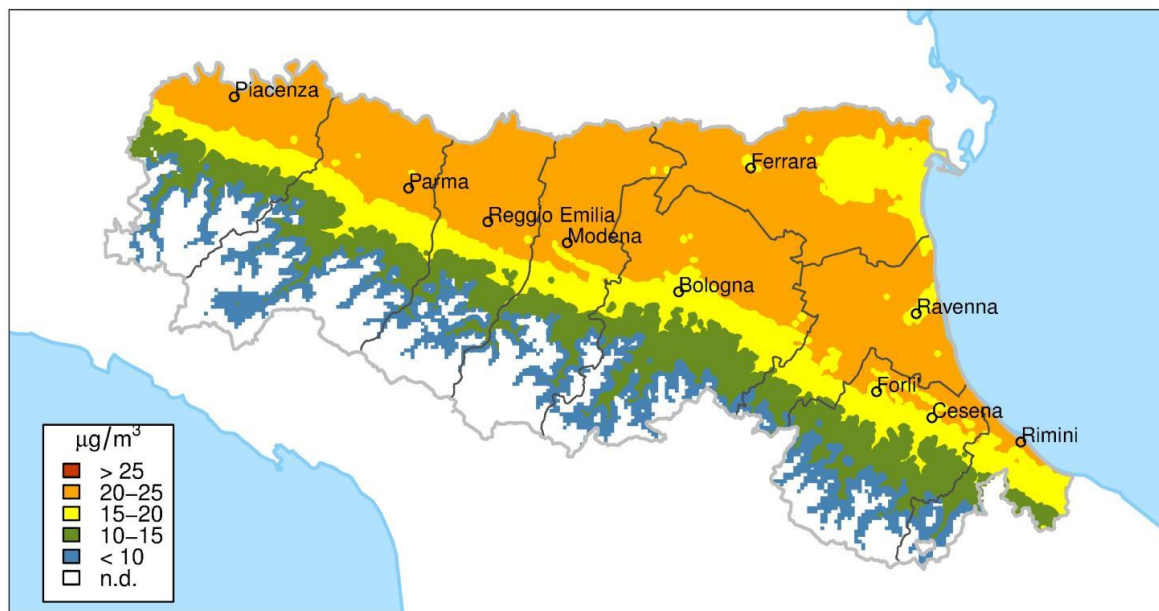 Piacenza
Ferrara
Parma
Reggio Emilia
Modena
Bologna
Ravenna
Forli'
Cesena
Rimini
µg/m³
> 25
20−25
15−20
10−15
< 10
n.d.